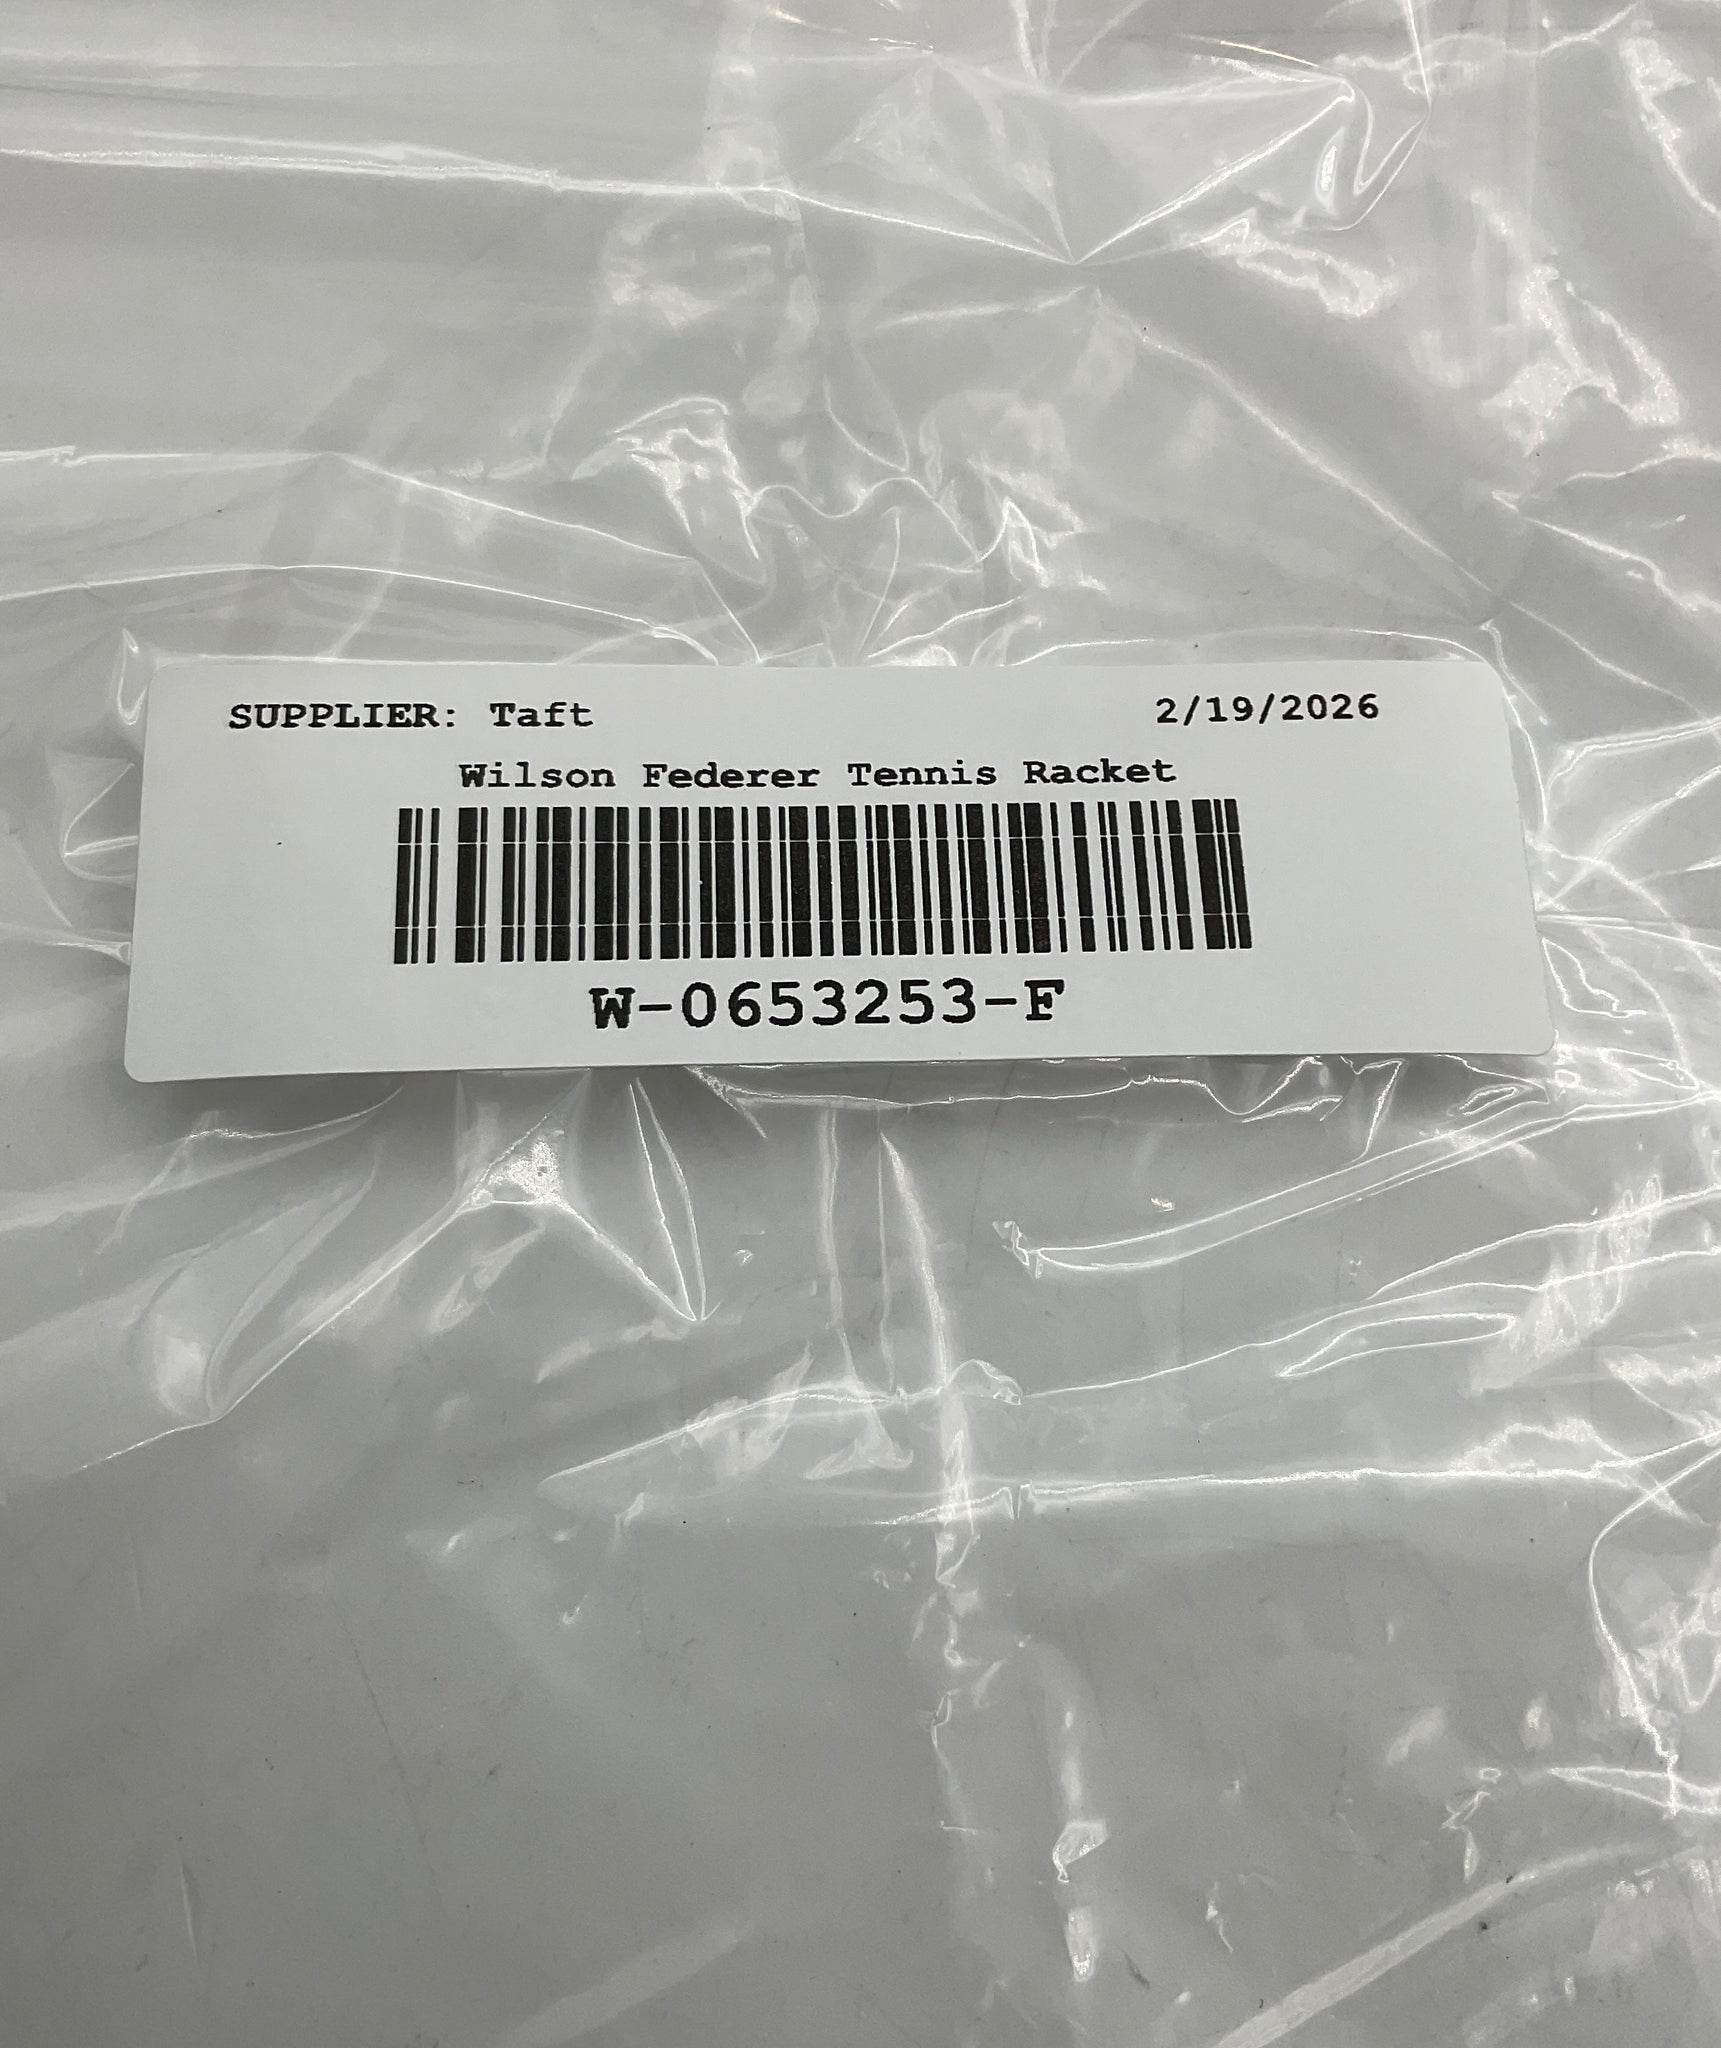 SUPPLIER: Taft 2/19/2026
Wilson Federer Tennis Racket
W-0653253-F